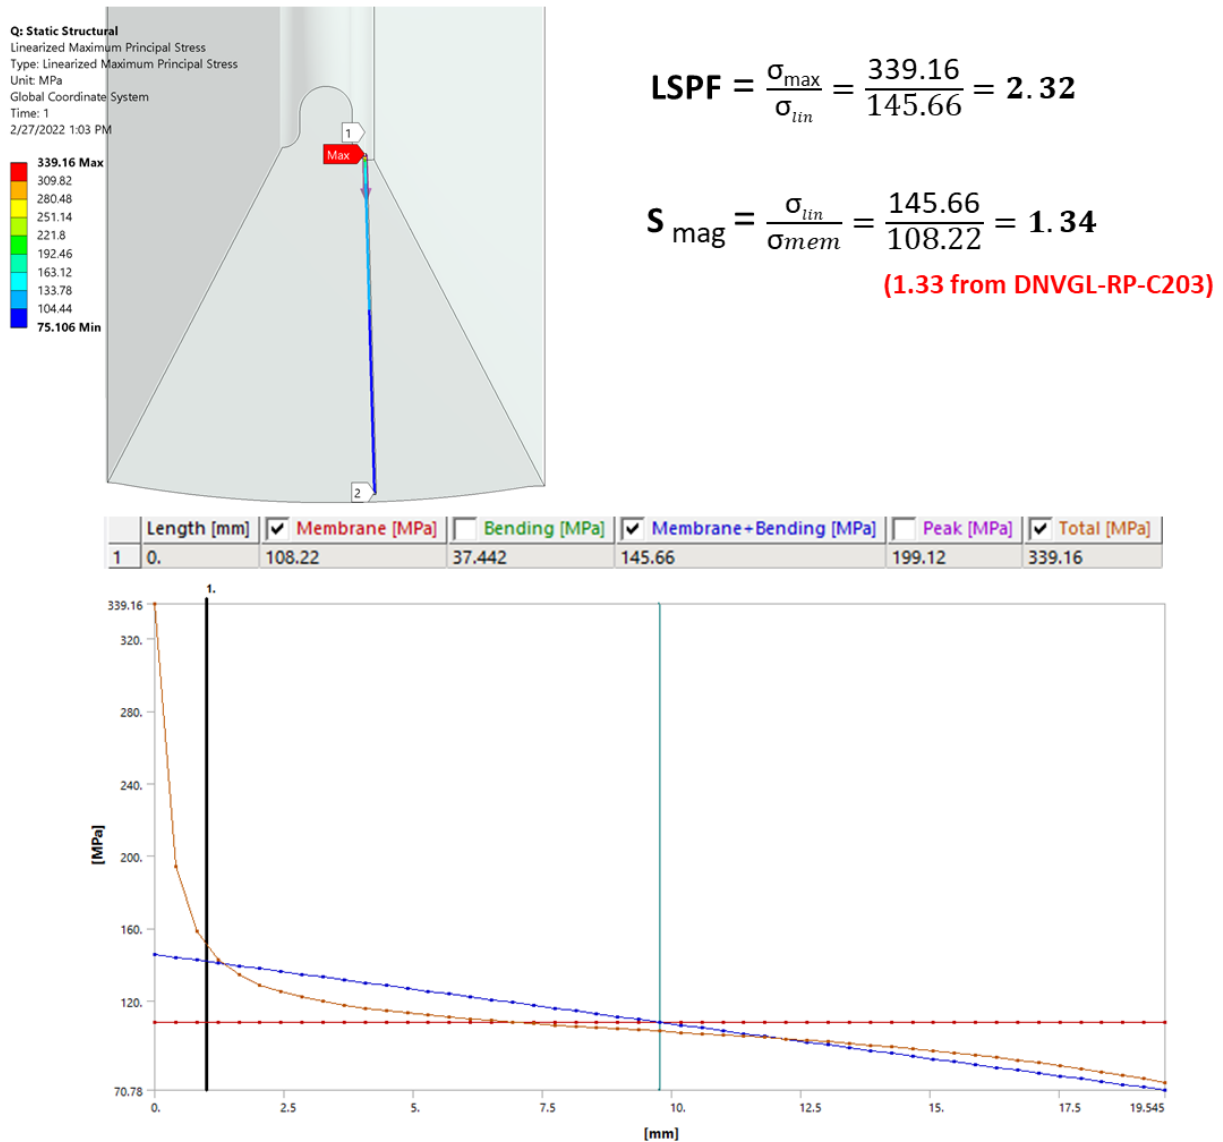 Q: Static Structural
Linearized Maximum Principal Stress
Type: Linearized Maximum Principal Stress
Unit: MPa
Global Coordinate System
Time: 1
2/27/2022 1:03 PM
339.16 Max
309.82
280.48
251.14
221.8
192.46
163.12
133.78
104.44
75.106 Min
1
Max
2
LSPF = σmax/σlin = 339.16/145.66 = 2.32
S mag = σlin/σmem = 145.66/108.22 = 1.34
(1.33 from DNVGL-RP-C203)
Length [mm] Membrane [MPa] Bending [MPa] Membrane+Bending [MPa] Peak [MPa] Total [MPa]
1 0. 108.22 37.442 145.66 199.12 339.16
1.
339.16
320.
280.
240.
200.
160.
120.
70.78
[MPa]
0. 2.5 5. 7.5 10. 12.5 15. 17.5 19.545
[mm]